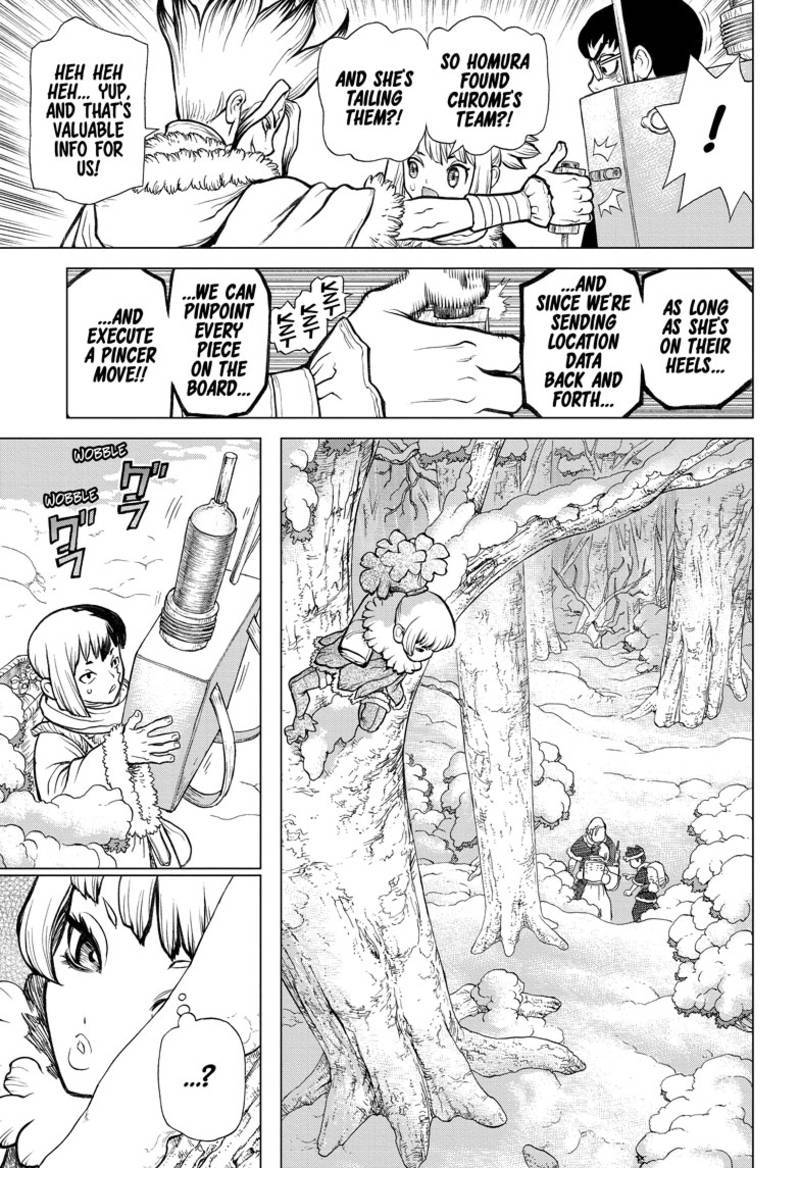 !
SO HOMURA
FOUND
CHROME'S
TEAM?!
AND SHE'S
TAILING
THEM?!
HEH HEH
HEH... YUP,
AND THAT'S
VALUABLE
INFO FOR
US!
AS LONG
AS SHE'S
ON THEIR
HEELS...
...AND
SINCE WE'RE
SENDING
LOCATION
DATA
BACK AND
FORTH...
KZT
KZT
KZT
...WE CAN
PINPOINT
EVERY
PIECE
ON THE
BOARD...
...AND
EXECUTE
A PINCER
MOVE!!
WOBBLE
グラ
WOBBLE
グラ
...?